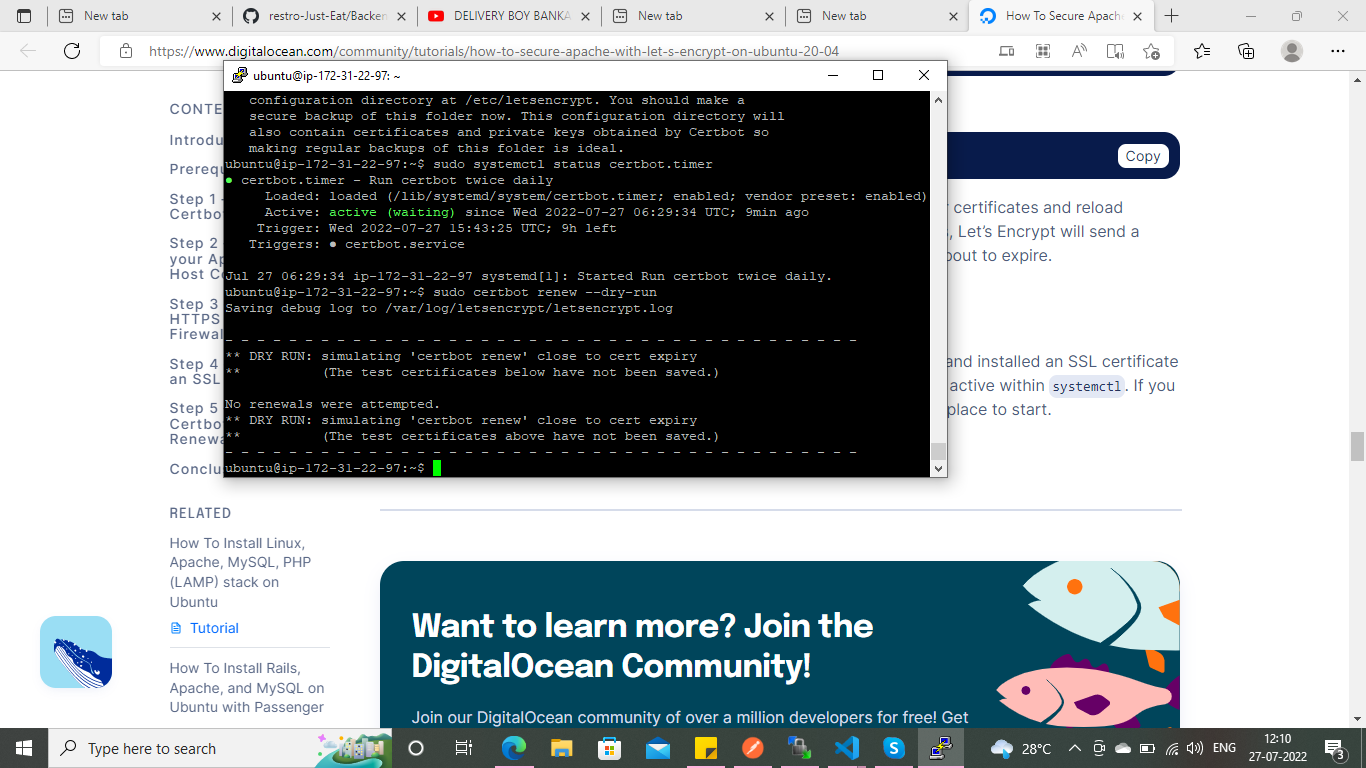 New tab
restro-Just-Eat/Backen
DELIVERY BOY BANKA
New tab
New tab
How To Secure Apache
https://www.digitalocean.com/community/tutorials/how-to-secure-apache-with-let-s-encrypt-on-ubuntu-20-04
ubuntu@ip-172-31-22-97: ~
configuration directory at /etc/letsencrypt. You should make a
secure backup of this folder now. This configuration directory will
also contain certificates and private keys obtained by Certbot so
making regular backups of this folder is ideal.
ubuntu@ip-172-31-22-97:~$ sudo systemctl status certbot.timer
● certbot.timer - Run certbot twice daily
Loaded: loaded (/lib/systemd/system/certbot.timer; enabled; vendor preset: enabled)
Active: active (waiting) since Wed 2022-07-27 06:29:34 UTC; 9min ago
Trigger: Wed 2022-07-27 15:43:25 UTC; 9h left
Triggers: ● certbot.service
Jul 27 06:29:34 ip-172-31-22-97 systemd[1]: Started Run certbot twice daily.
ubuntu@ip-172-31-22-97:~$ sudo certbot renew --dry-run
Saving debug log to /var/log/letsencrypt/letsencrypt.log
- - - - - - - - - - - - - - - - - - - - - - - - - - - - - - - - - - - - - - - -
** DRY RUN: simulating 'certbot renew' close to cert expiry
** (The test certificates below have not been saved.)
No renewals were attempted.
** DRY RUN: simulating 'certbot renew' close to cert expiry
** (The test certificates above have not been saved.)
- - - - - - - - - - - - - - - - - - - - - - - - - - - - - - - - - - - - - - - -
ubuntu@ip-172-31-22-97:~$
CONTE
Introdu
Prerequ
Step 1 -
Certbot
Step 2
your Ap
Host Co
Step 3
HTTPS
Firewal
Step 4
an SSL
Step 5
Certbo
Renewa
Conclu
Copy
certificates and reload
, Let’s Encrypt will send a
bout to expire.
and installed an SSL certificate
active within systemctl. If you
place to start.
RELATED
How To Install Linux,
Apache, MySQL, PHP
(LAMP) stack on
Ubuntu
Tutorial
How To Install Rails,
Apache, and MySQL on
Ubuntu with Passenger
Want to learn more? Join the
DigitalOcean Community!
Join our DigitalOcean community of over a million developers for free! Get
Type here to search
28°C
ENG
12:10
27-07-2022
3